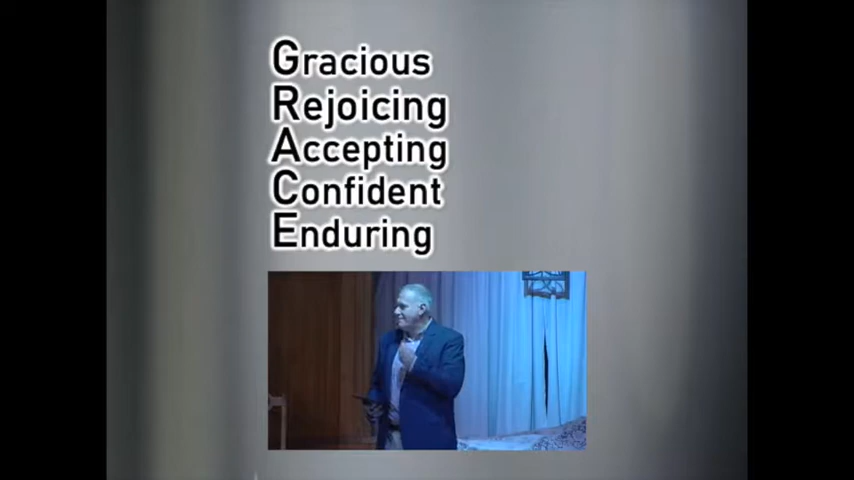 Gracious
Rejoicing
Accepting
Confident
Enduring